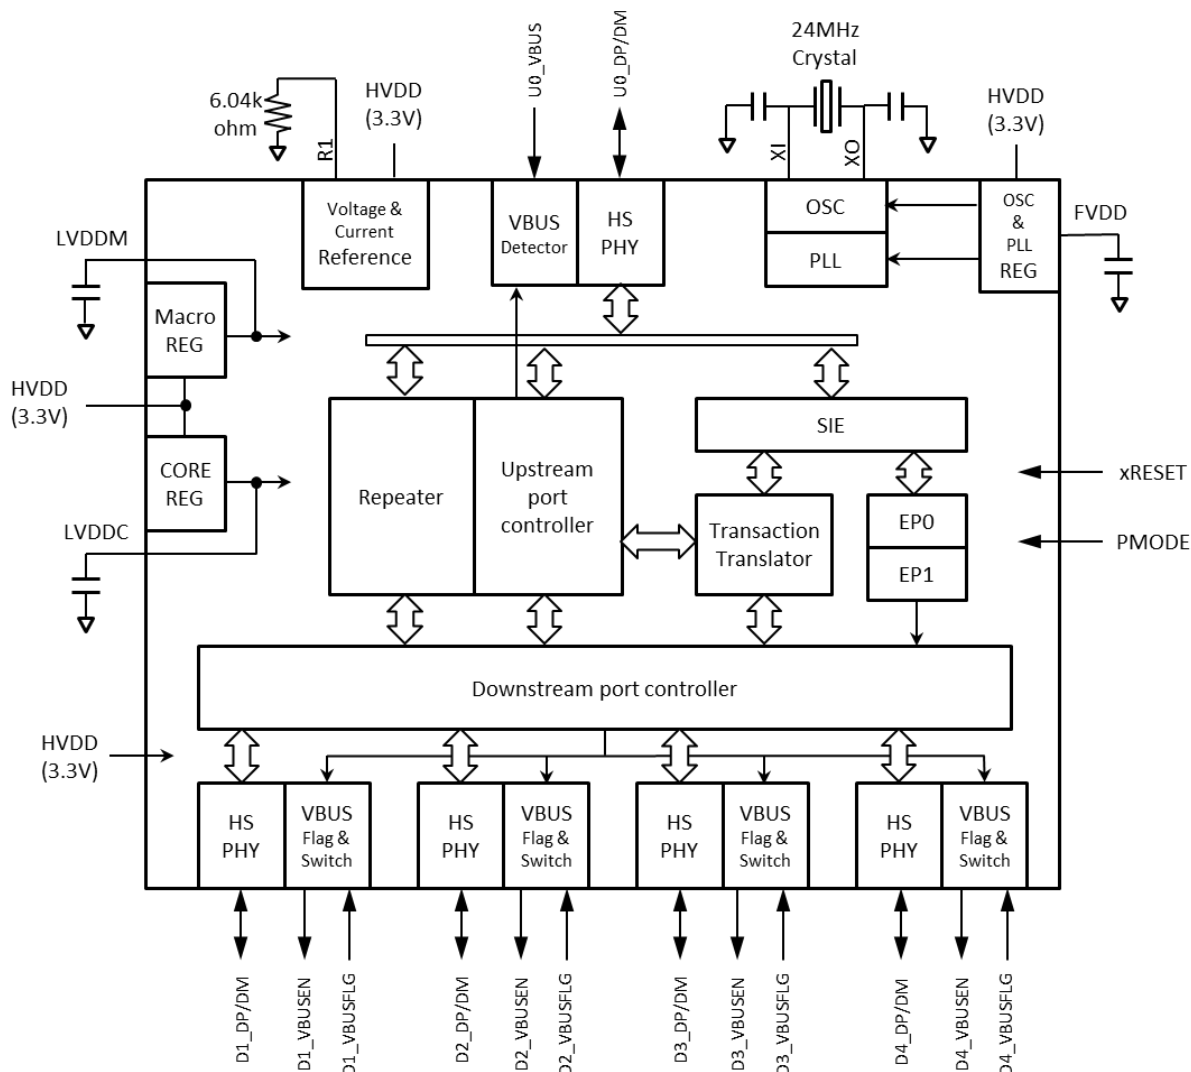 24MHz
Crystal
U0_VBUS
U0_DP/DM
6.04k
ohm
R1
HVDD
(3.3V)
XI
XO
HVDD
(3.3V)
Voltage &
Current
Reference
VBUS
Detector
HS
PHY
OSC
PLL
OSC
&
PLL
REG
FVDD
LVDDM
Macro
REG
HVDD
(3.3V)
CORE
REG
LVDDC
Repeater
Upstream
port
controller
SIE
Transaction
Translator
EP0
EP1
xRESET
PMODE
Downstream port controller
HVDD
(3.3V)
HS
PHY
VBUS
Flag &
Switch
HS
PHY
VBUS
Flag &
Switch
HS
PHY
VBUS
Flag &
Switch
HS
PHY
VBUS
Flag &
Switch
D1_DP/DM
D1_VBUSEN
D1_VBUSFLG
D2_DP/DM
D2_VBUSEN
D2_VBUSFLG
D3_DP/DM
D3_VBUSEN
D3_VBUSFLG
D4_DP/DM
D4_VBUSEN
D4_VBUSFLG